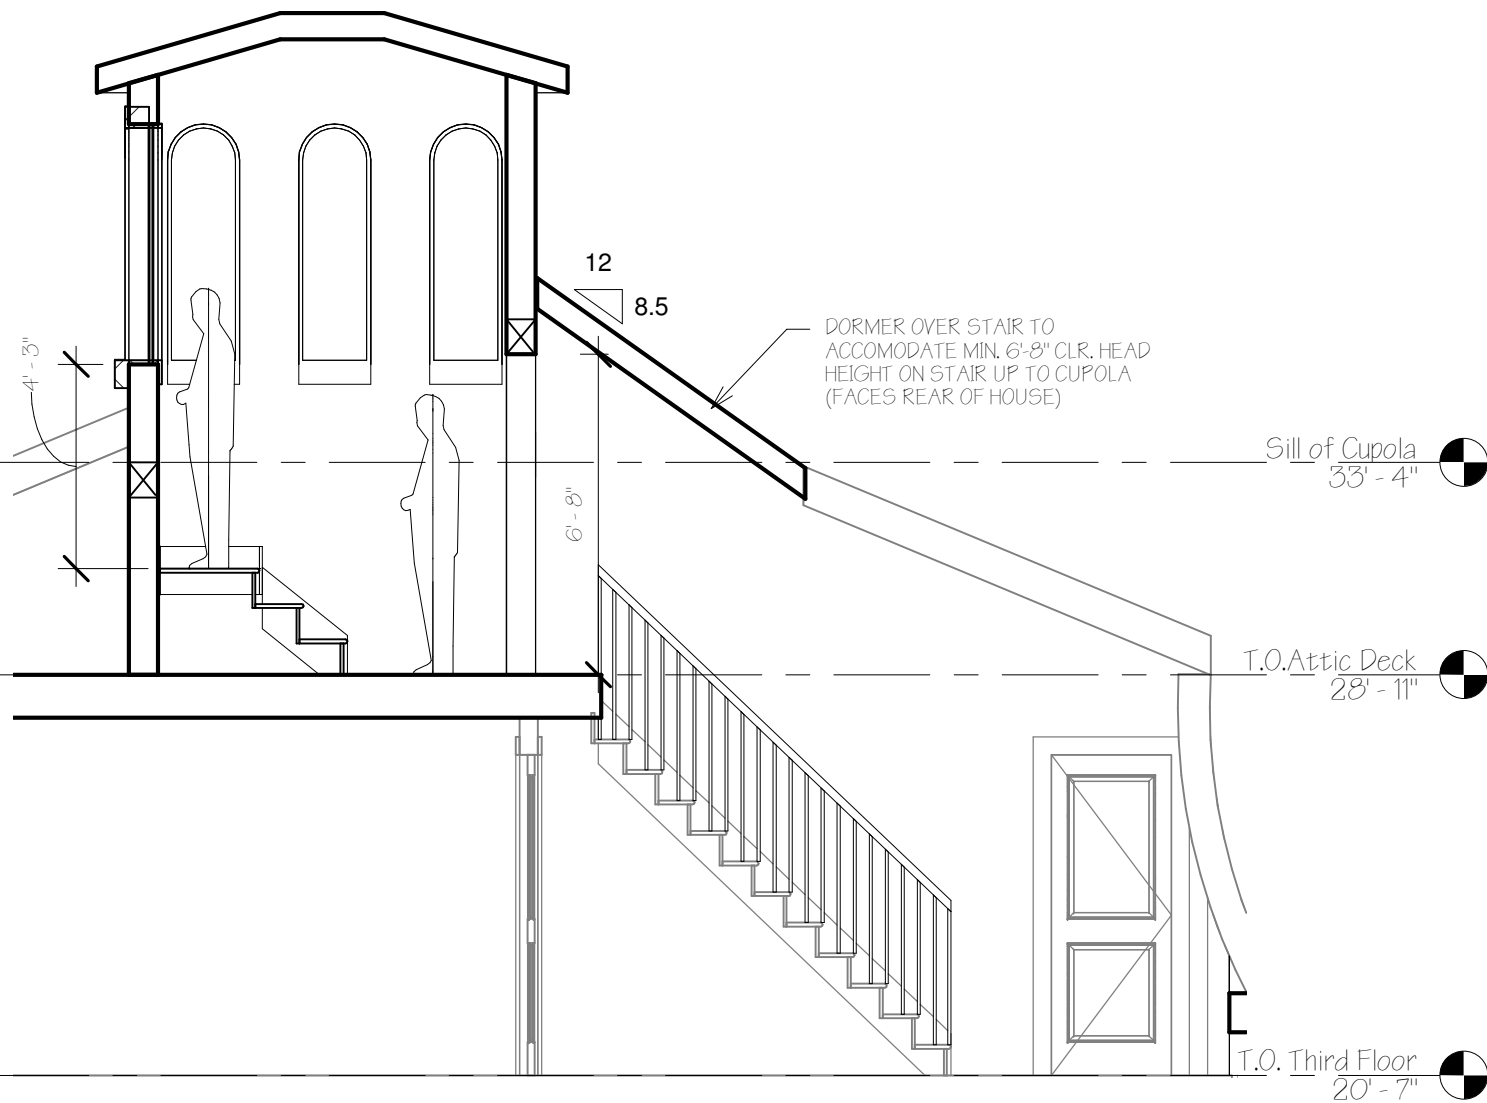 12
8.5
DORMER OVER STAIR TO
ACCOMODATE MIN. 6'-8" CLR. HEAD
HEIGHT ON STAIR UP TO CUPOLA
(FACES REAR OF HOUSE)
4' - 3"
Sill of Cupola
33' - 4"
6' - 8"
T.O.Attic Deck
28' - 11"
T.O. Third Floor
20' - 7"